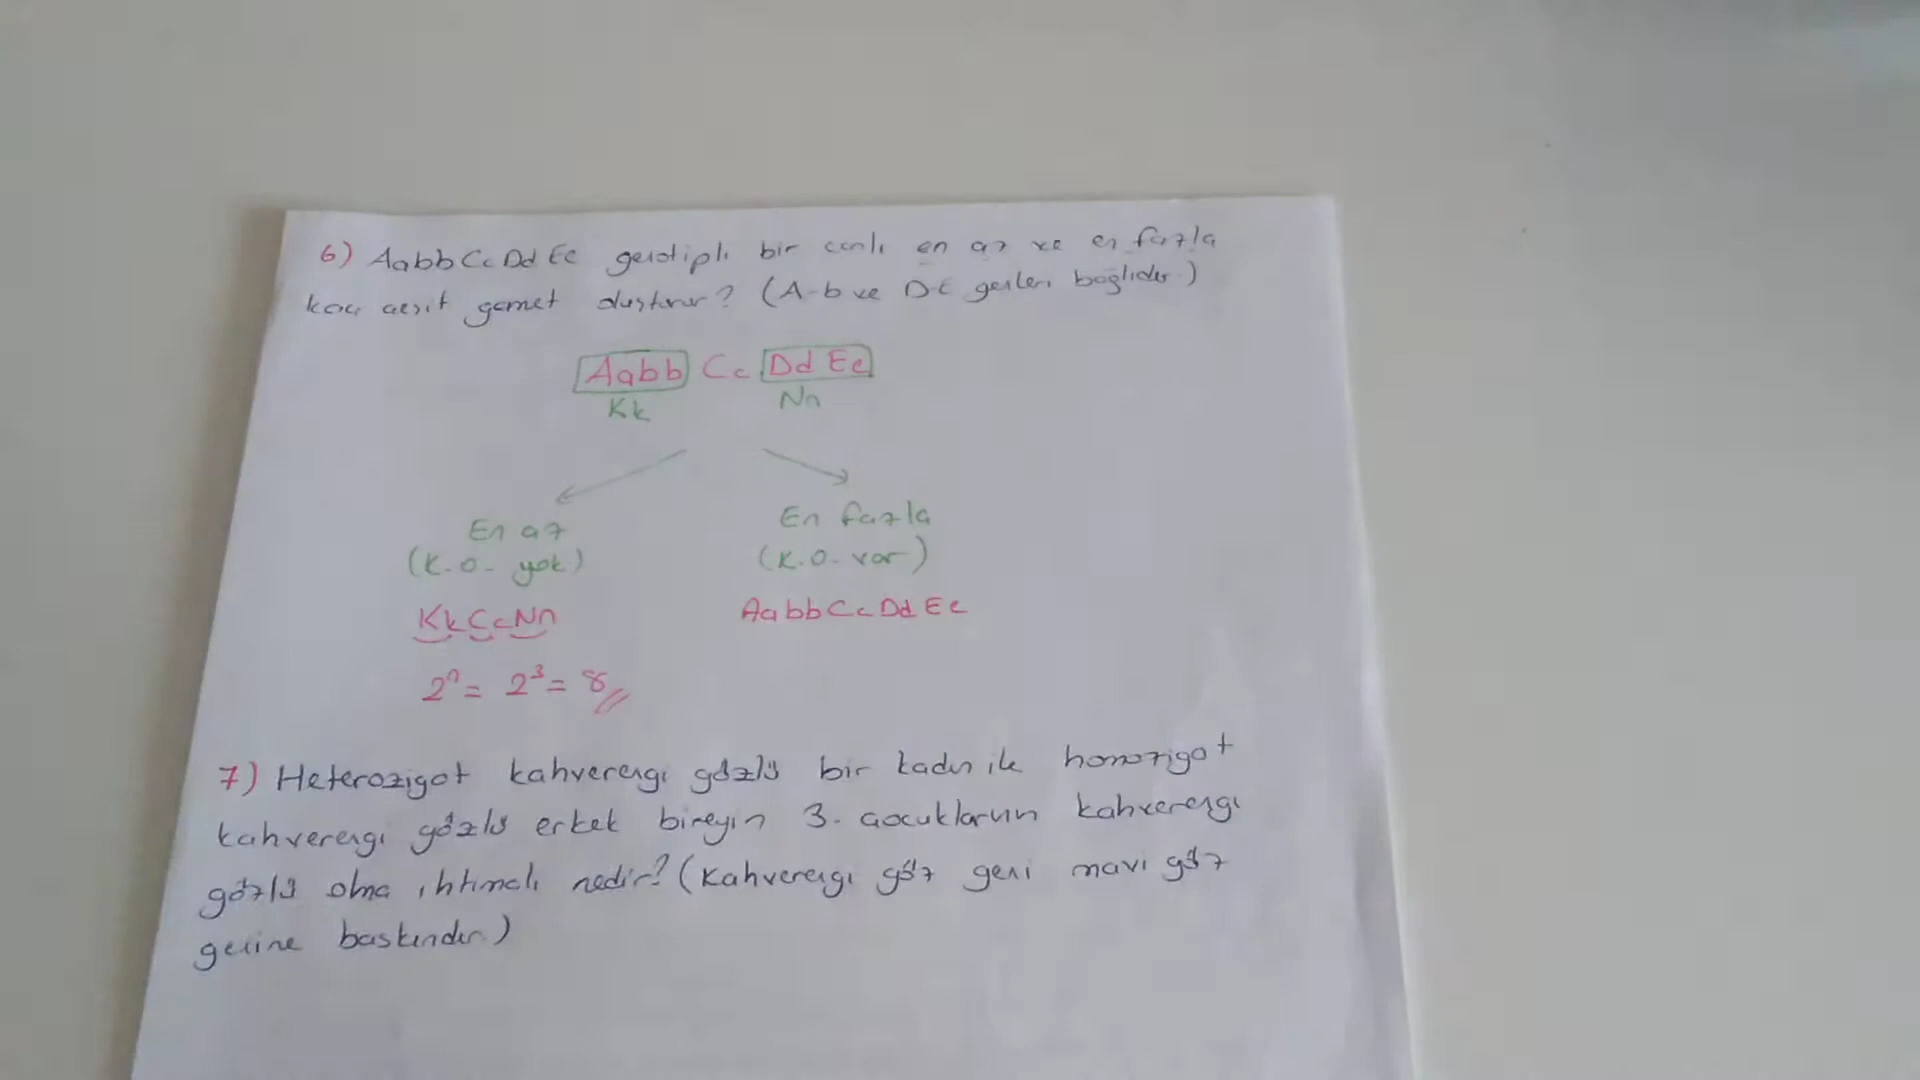 6) AabbCcDdEe genotipli bir canlı en az ve en fazla
kaç çeşit gamet oluşturur? (A-b ve D-E genleri bağlıdır.)
Aabb Cc Dd Ee
Kk Nn
En az
(K.O. yok)
KkCcNn
2ⁿ = 2³ = 8
En fazla
(K.O. var)
AabbCcDdEe
7) Heterozigot kahverengi gözlü bir kadın ile homozigot
kahverengi gözlü erkek bireyin 3. çocuklarının kahverengi
gözlü olma ihtimali nedir? (Kahverengi göz geni mavi göz
genine baskındır.)